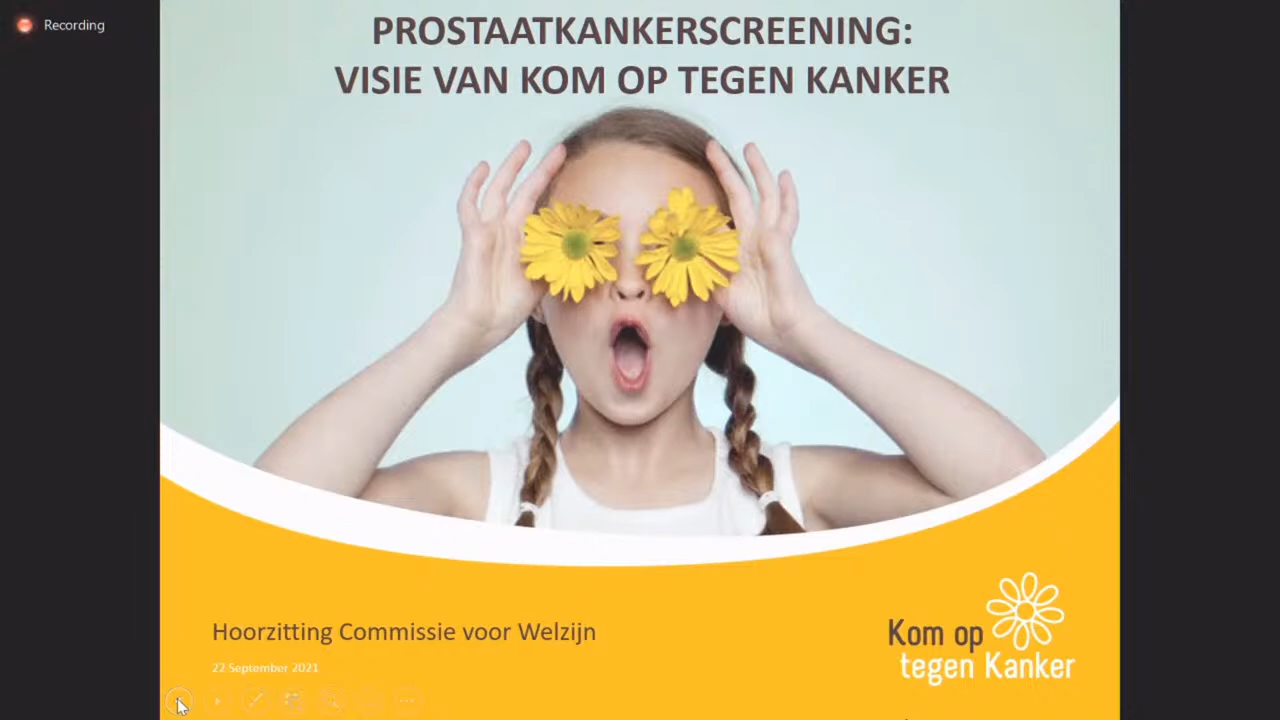 Recording
PROSTAATKANKERSCREENING:
VISIE VAN KOM OP TEGEN KANKER
Hoorzitting Commissie voor Welzijn
22 September 2021
Kom op
tegen Kanker